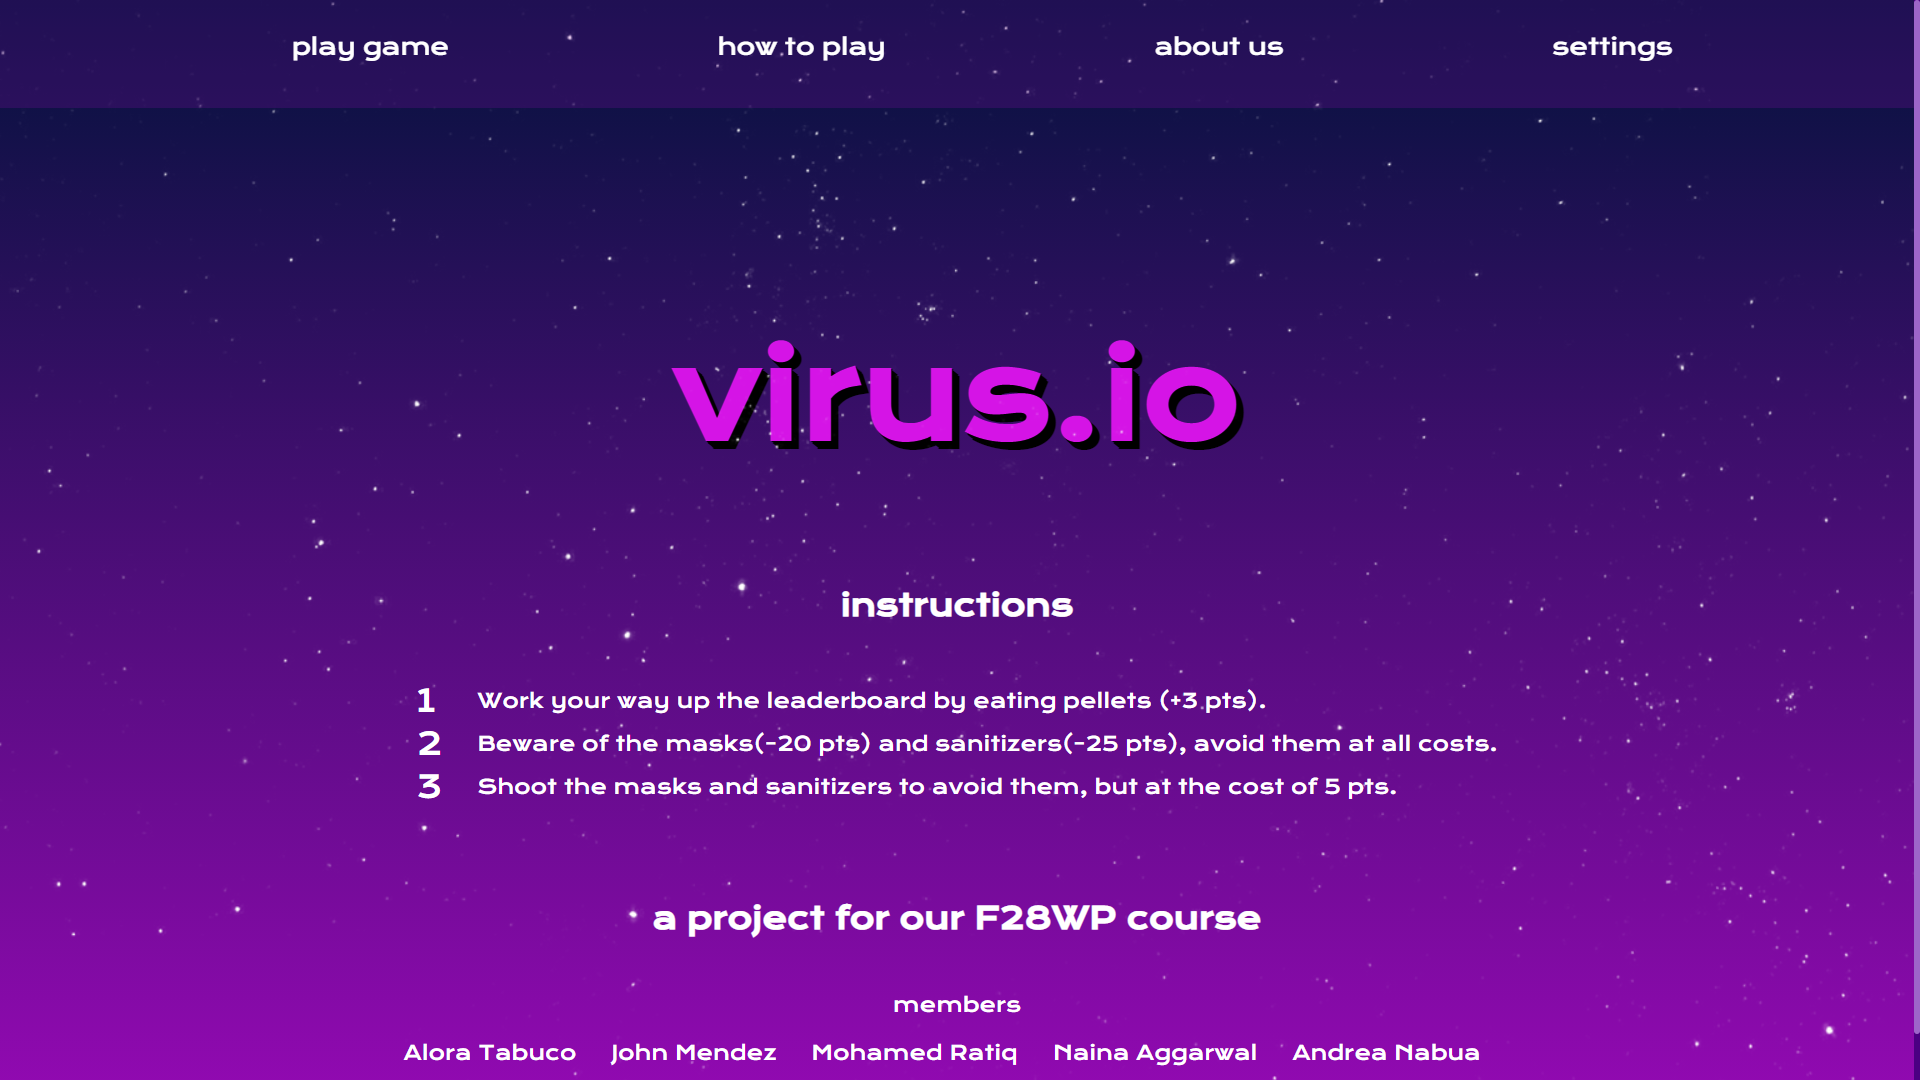 play game how to play about us settings
virus.io
instructions
1 Work your way up the leaderboard by eating pellets (+3 pts).
2 Beware of the masks(-20 pts) and sanitizers(-25 pts), avoid them at all costs.
3 Shoot the masks and sanitizers to avoid them, but at the cost of 5 pts.
a project for our F28WP course
members
Alora Tabuco John Mendez Mohamed Ratiq Naina Aggarwal Andrea Nabua